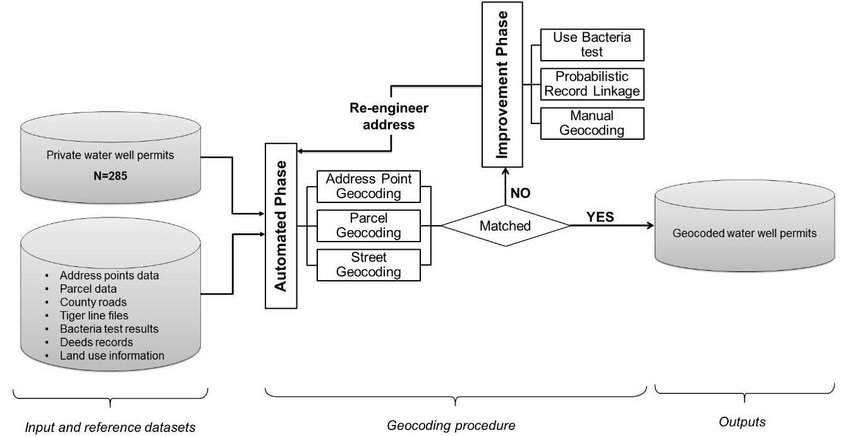 Private water well permits
N=285
• Address points data
• Parcel data
• County roads
• Tiger line files
• Bacteria test results
• Deeds records
• Land use information
Input and reference datasets
Automated Phase
Address Point
Geocoding
Parcel
Geocoding
Street
Geocoding
Re-engineer
address
Improvement Phase
Use Bacteria
test
Probabilistic
Record Linkage
Manual
Geocoding
NO
Matched
YES
Geocoding procedure
Geocoded water well permits
Outputs